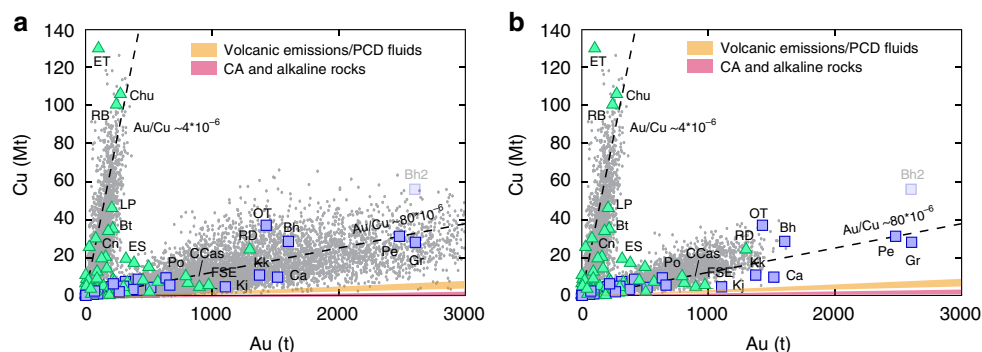 a
140
120
100
80
60
40
20
0
Cu (Mt)
0
1000
2000
3000
Au (t)
Volcanic emissions/PCD fluids
CA and alkaline rocks
ET
Chu
RB
Au/Cu ~4*10⁻⁶
LP
Bt
Cn
ES
Po
CCas
FSE
Kj
RD
OT
Kk
Bh
Ca
Bh2
Au/Cu ~80*10⁻⁶
Pe
Gr
b
140
120
100
80
60
40
20
0
Cu (Mt)
0
1000
2000
3000
Au (t)
Volcanic emissions/PCD fluids
CA and alkaline rocks
ET
Chu
RB
Au/Cu ~4*10⁻⁶
LP
Bt
Cn
ES
Po
CCas
FSE
Kj
RD
OT
Kk
Bh
Ca
Bh2
Au/Cu ~80*10⁻⁶
Pe
Gr